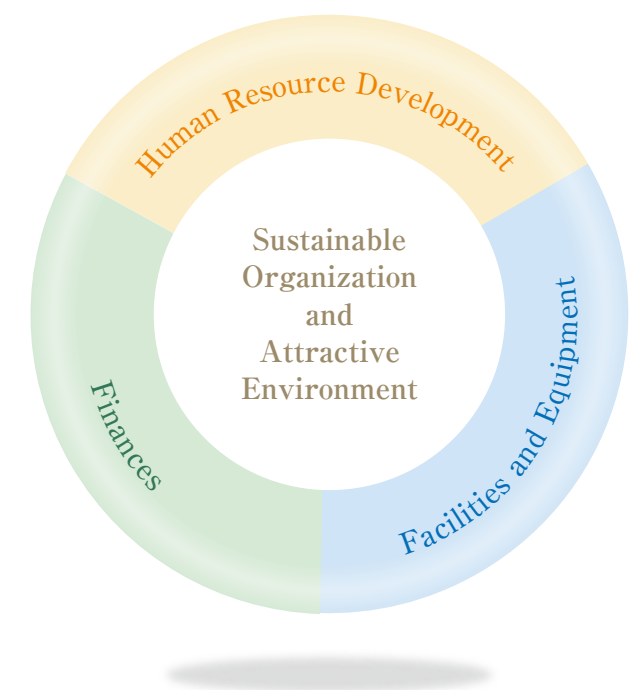 Human Resource Development
Sustainable
Organization
and
Attractive
Environment
Finances
Facilities and Equipment